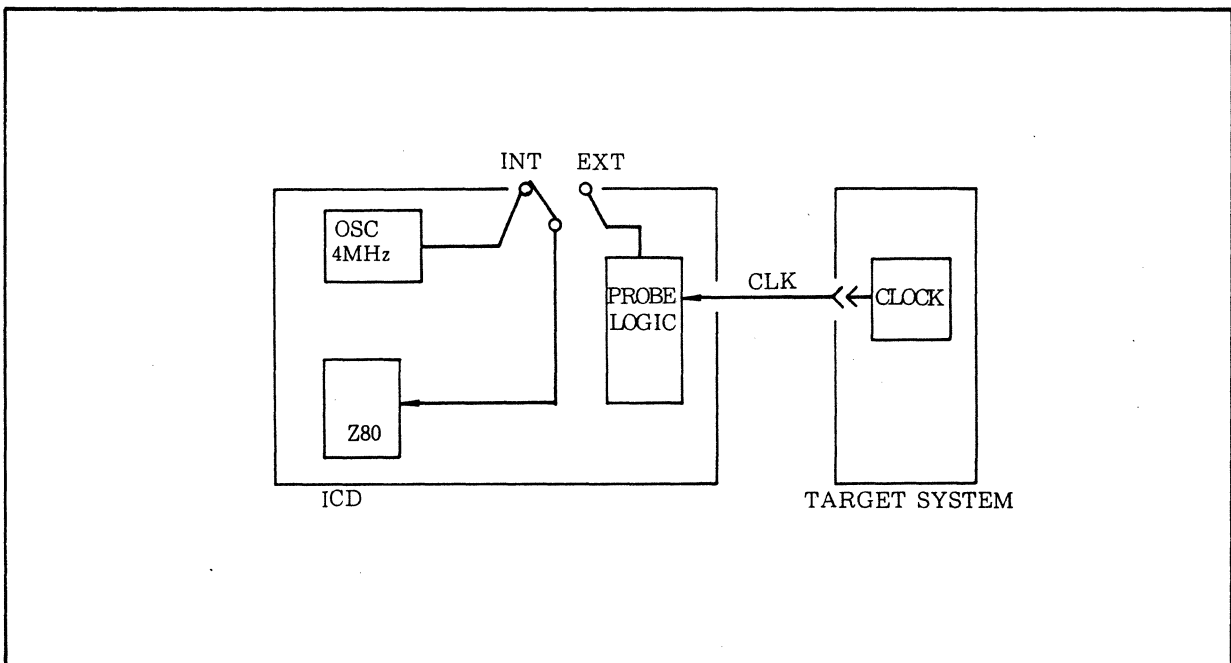 INT EXT
OSC
4MHz
PROBE
LOGIC
CLK
CLOCK
Z80
ICD
TARGET SYSTEM